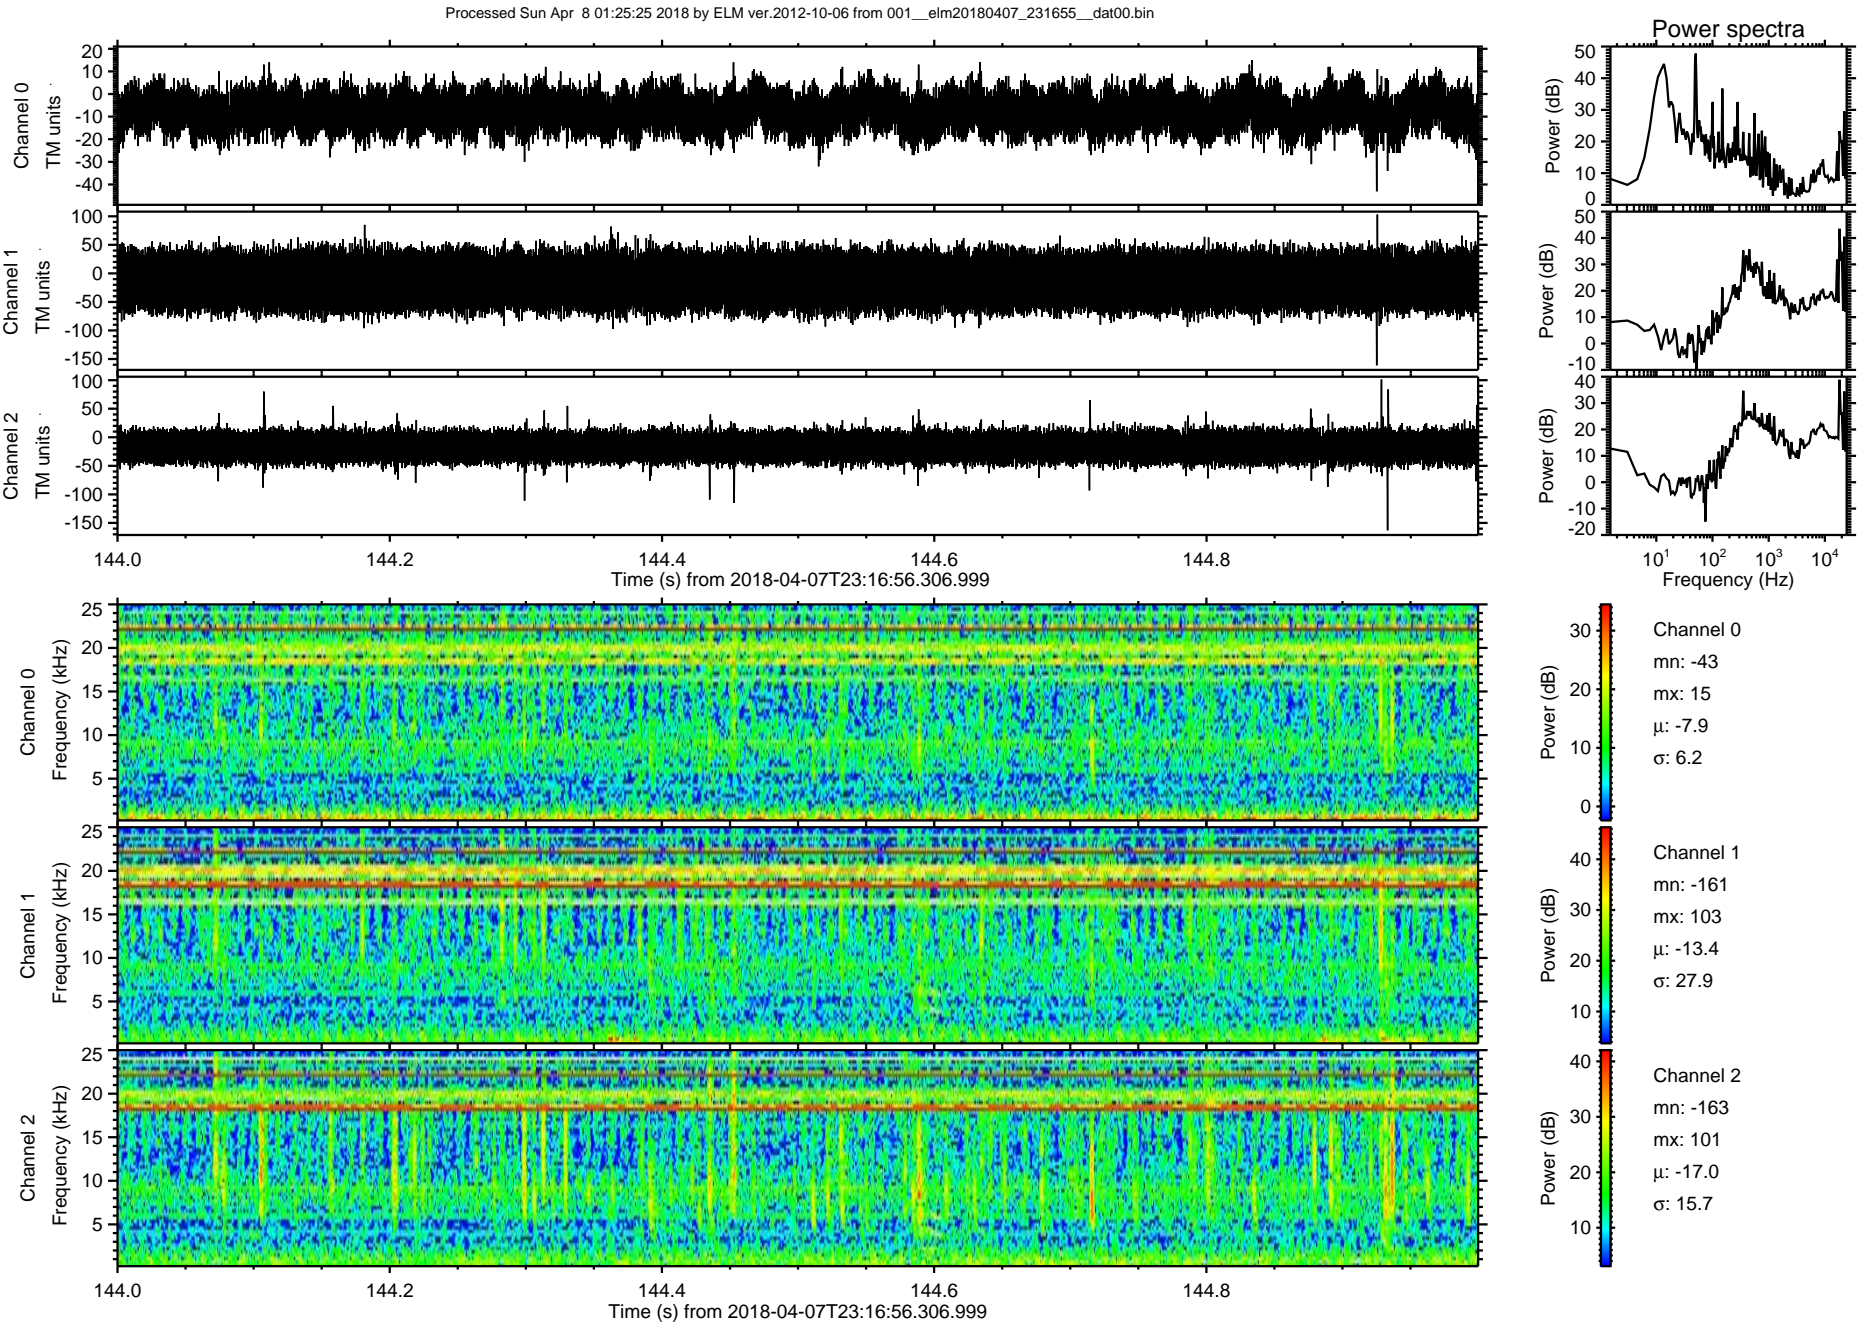 Processed Sun Apr  8 01:25:25 2018 by ELM ver.2012-10-06 from 001__elm20180407_231655__dat00.bin
Power spectra
Channel 0
TM units
20
10
0
-10
-20
-30
-40
Power (dB)
50
40
30
20
10
0
Channel 1
TM units
100
50
0
-50
-100
-150
Power (dB)
50
40
30
20
10
0
-10
Channel 2
TM units
100
50
0
-50
-100
-150
Power (dB)
40
30
20
10
0
-10
-20
144.0 144.2 144.4 144.6 144.8
Time (s) from 2018-04-07T23:16:56.306.999
10^1 10^2 10^3 10^4
Frequency (Hz)
Channel 0
Frequency (kHz)
25
20
15
10
5
Power (dB)
30
20
10
0
Channel 0
mn: -43
mx: 15
µ: -7.9
σ: 6.2
Channel 1
Frequency (kHz)
25
20
15
10
5
Power (dB)
40
30
20
10
Channel 1
mn: -161
mx: 103
µ: -13.4
σ: 27.9
Channel 2
Frequency (kHz)
25
20
15
10
5
Power (dB)
40
30
20
10
Channel 2
mn: -163
mx: 101
µ: -17.0
σ: 15.7
144.0 144.2 144.4 144.6 144.8
Time (s) from 2018-04-07T23:16:56.306.999